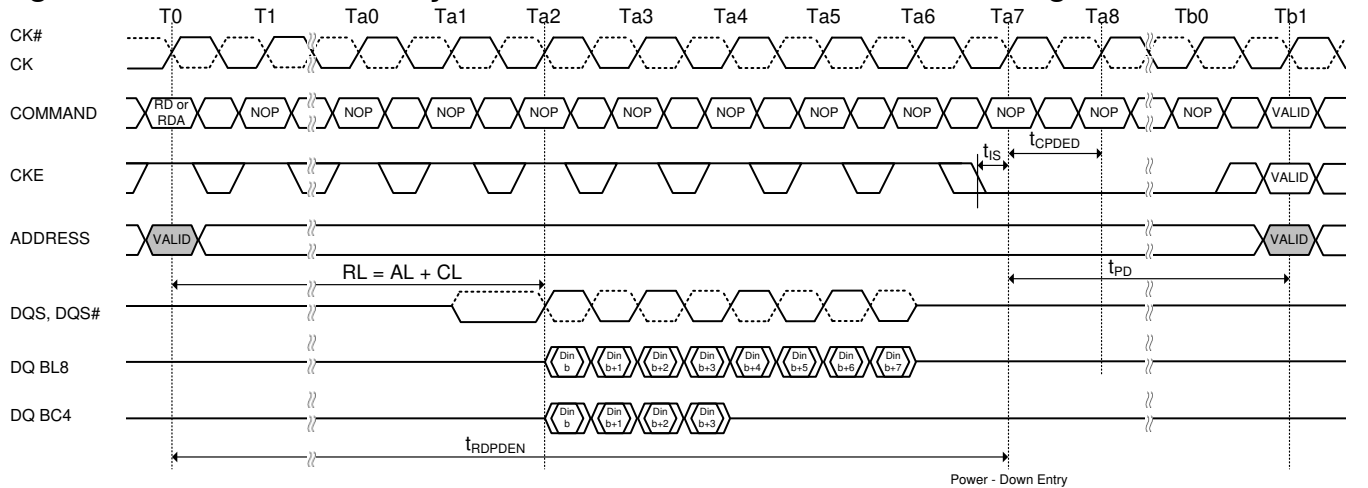 T0 T1 Ta0 Ta1 Ta2 Ta3 Ta4 Ta5 Ta6 Ta7 Ta8 Tb0 Tb1
CK#
CK
COMMAND
RD or
RDA
NOP NOP NOP NOP NOP NOP NOP NOP NOP NOP NOP VALID
tIS
tCPDED
CKE
VALID
ADDRESS
VALID
VALID
RL = AL + CL
tPD
DQS, DQS#
DQ BL8
Din Din Din Din Din Din Din Din
b b+1 b+2 b+3 b+4 b+5 b+6 b+7
DQ BC4
Din Din Din Din
b b+1 b+2 b+3
tRDPDEN
Power - Down Entry